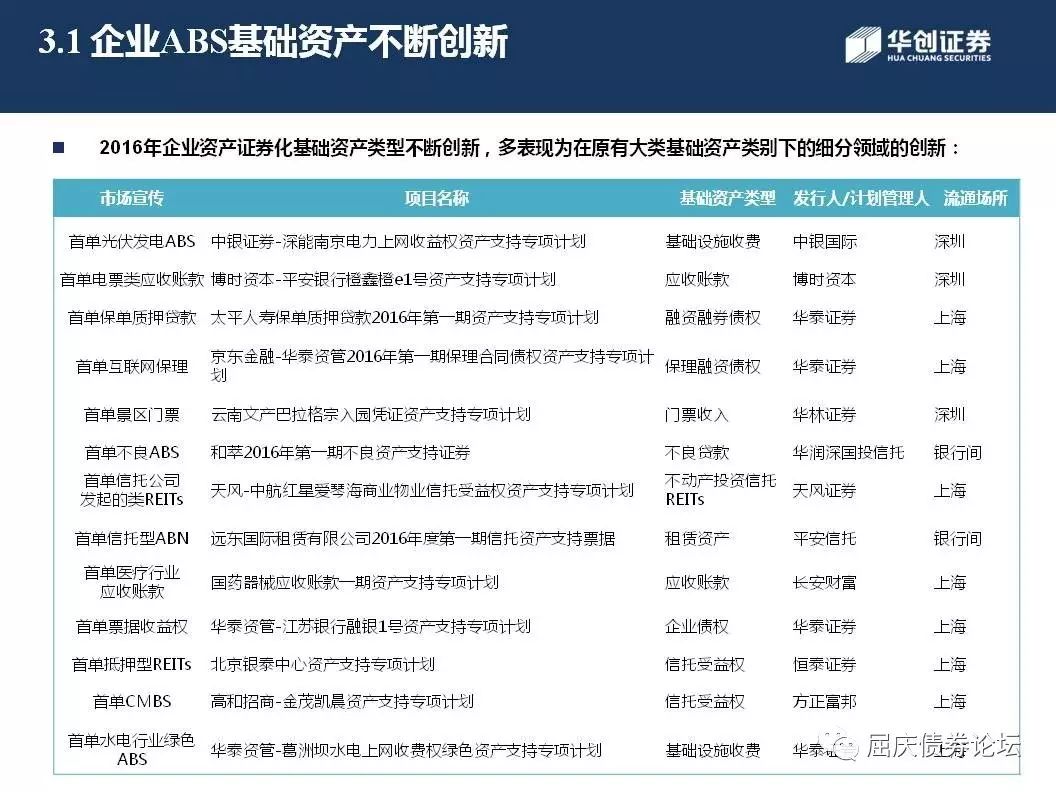 3.1 企业ABS基础资产不断创新
华创证券
HUA CHUANG SECURITIES
2016年企业资产证券化基础资产类型不断创新，多表现为在原有大类基础资产类别下的细分领域的创新：
市场宣传 项目名称 基础资产类型 发行人/计划管理人 流通场所
首单光伏发电ABS 中银证券-深能南京电力上网收益权资产支持专项计划 基础设施收费 中银国际 深圳
首单电票类应收账款 博时资本-平安银行橙鑫橙e1号资产支持专项计划 应收账款 博时资本 深圳
首单保单质押贷款 太平人寿保单质押贷款2016年第一期资产支持专项计划 融资融券债权 华泰证券 上海
首单互联网保理 京东金融-华泰资管2016年第一期保理合同债权资产支持专项计
划 保理融资债权 华泰证券 上海
首单景区门票 云南文产巴拉格宗入园凭证资产支持专项计划 门票收入 华林证券 深圳
首单不良ABS 和萃2016年第一期不良资产支持证券 不良贷款 华润深国投信托 银行间
首单信托公司
发起的类REITs 天风-中航红星爱琴海商业物业信托受益权资产支持专项计划 不动产投资信托
REITs 天风证券 上海
首单信托型ABN 远东国际租赁有限公司2016年度第一期信托资产支持票据 租赁资产 平安信托 银行间
首单医疗行业
应收账款 国药器械应收账款一期资产支持专项计划 应收账款 长安财富 上海
首单票据收益权 华泰资管-江苏银行融银1号资产支持专项计划 企业债权 华泰证券 上海
首单抵押型REITs 北京银泰中心资产支持专项计划 信托受益权 恒泰证券 上海
首单CMBS 高和招商-金茂凯晨资产支持专项计划 信托受益权 方正富邦 上海
首单水电行业绿色
ABS 华泰资管-葛洲坝水电上网收费权绿色资产支持专项计划 基础设施收费 华泰
屈庆债券论坛